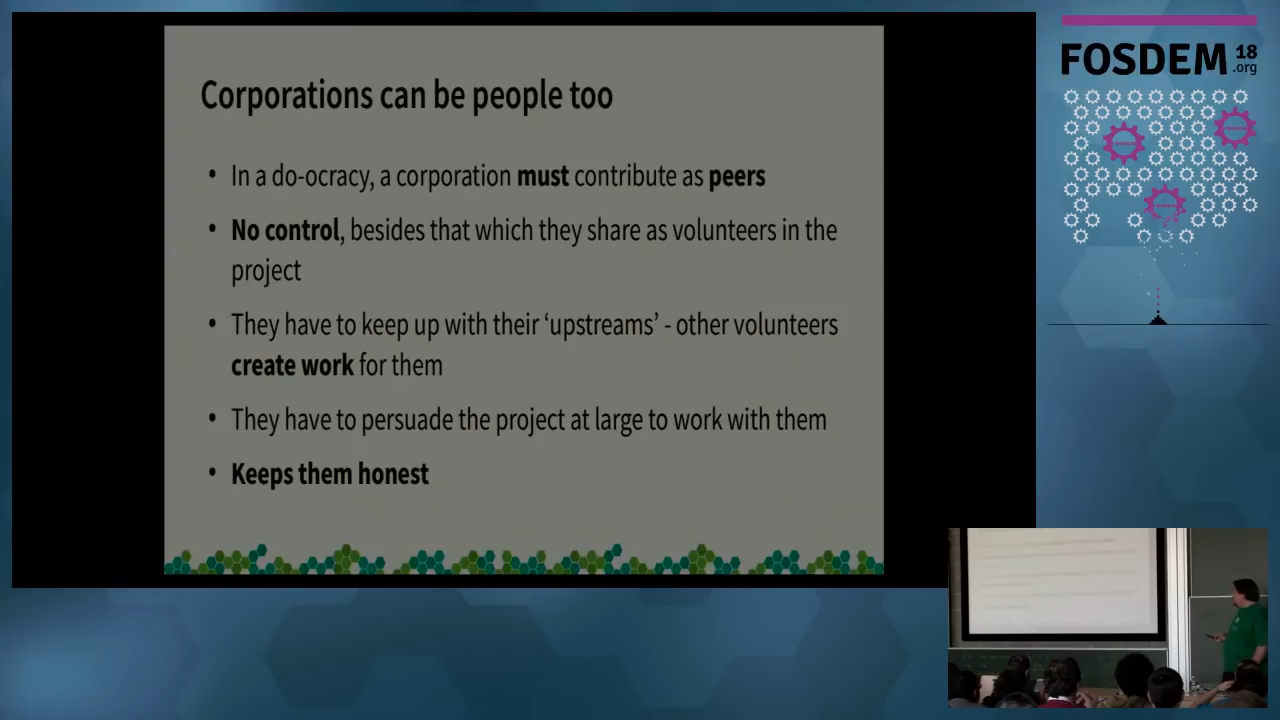 Corporations can be people too
• In a do-ocracy, a corporation must contribute as peers
• No control, besides that which they share as volunteers in the
project
• They have to keep up with their ‘upstreams’ - other volunteers
create work for them
• They have to persuade the project at large to work with them
• Keeps them honest
FOSDEM 18
.org